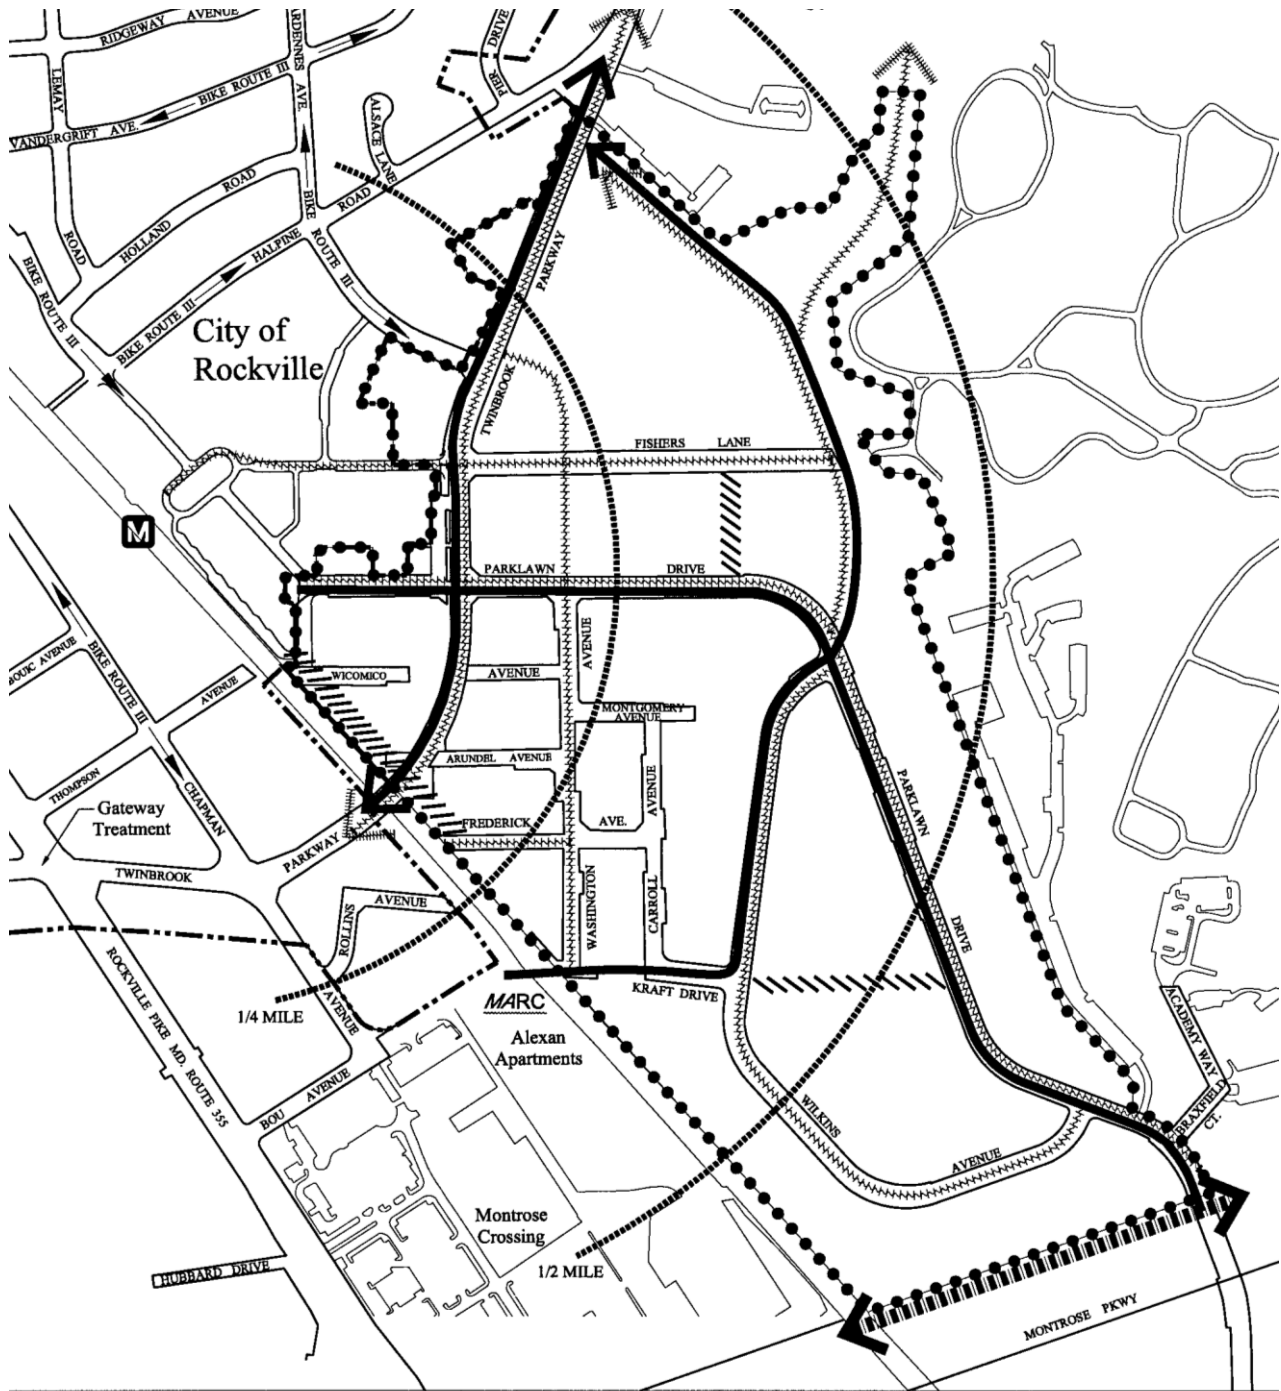 RIDGEWAY AVENUE
ARDENNES AVE.
DRIVE
PIER
LEMAY
ROAD
BIKE ROUTE III
VANDERGRIFT AVE.
ALSACE LANE
HOLLAND ROAD
BIKE ROUTE III
HALPINE ROAD
BIKE ROUTE III
BIKE ROUTE III
PARKWAY
TWINBROOK
City of
Rockville
FISHERS LANE
M
PARKLAWN DRIVE
AVENUE
BOUIC AVENUE
BIKE ROUTE III
AVENUE
WICOMICO
AVENUE
MONTGOMERY
AVENUE
THOMPSON
CHAPMAN
ARUNDEL AVENUE
AVENUE
PARKLAWN
DRIVE
Gateway
Treatment
PARKWAY
FREDERICK AVE.
TWINBROOK
ROLLINS
AVENUE
WASHINGTON
CARROLL
ROCKVILLE PIKE MD. ROUTE 355
AVENUE
1/4 MILE
MARC
KRAFT DRIVE
Alexan
Apartments
ACADEMY WAY
BRAXFIELD
CT.
BOU AVENUE
WILKINS
AVENUE
Montrose
Crossing
1/2 MILE
HUBBARD DRIVE
MONTROSE PKWY